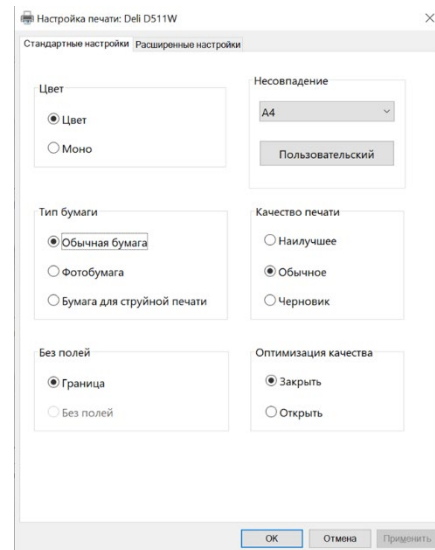 Настройка печати: Deli D511W
Стандартные настройки Расширенные настройки
Цвет
Цвет
Моно
Несовпадение
A4
Пользовательский
Тип бумаги
Обычная бумага
Фотобумага
Бумага для струйной печати
Качество печати
Наилучшее
Обычное
Черновик
Без полей
Граница
Без полей
Оптимизация качества
Закрыть
Открыть
ОК Отмена Применить